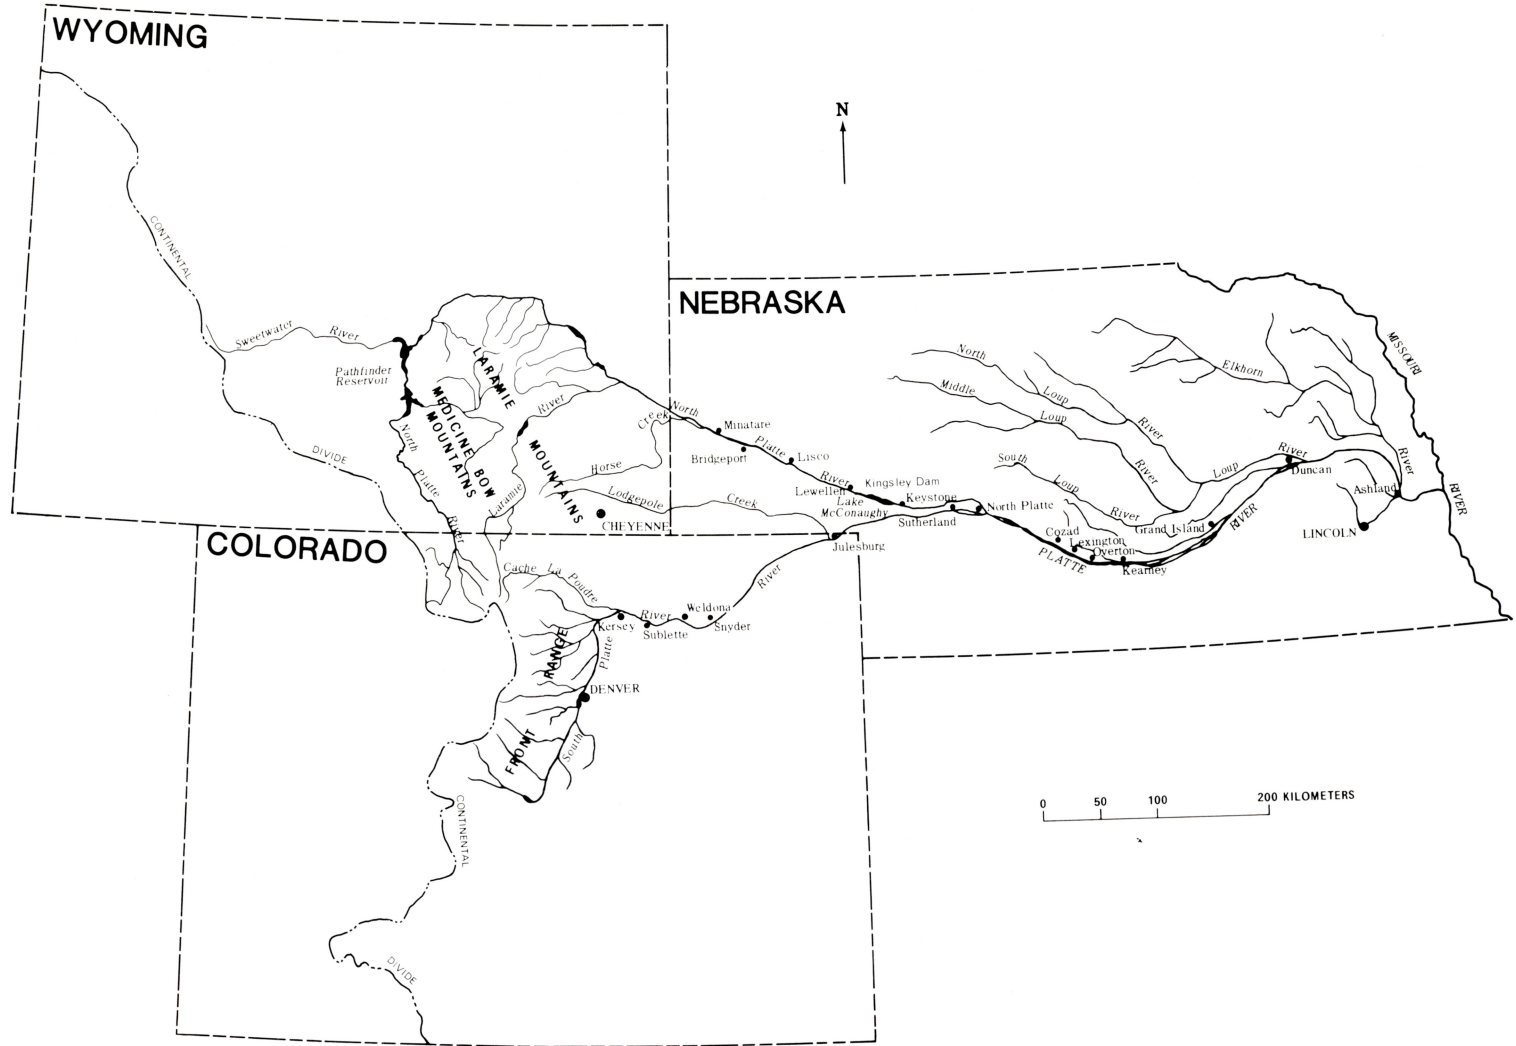 WYOMING
N
CONTINENTAL
NEBRASKA
MISSOURI
Sweetwater River
Pathfinder
Reservoir
LARAMIE
North
Elkhorn
MEDICINE BOW
MOUNTAINS
River
Middle
Loup
North
Creek
Minatare
Loup
River
North
Platte
Lisco
DIVIDE
MOUNTAINS
Bridgeport
South
River
River
Horse
River
Loup
Duncan
River
Platte
Laramie
Lodgepole
Creek
Lewellen
Kingsley Dam
Lake
Keystone
McConaughy
Loup
Ashland
RIVER
CHEYENNE
Sutherland
North Platte
River
Grand Island
RIVER
LINCOLN
River
COLORADO
Julesburg
Cozad
Lexington
Overton
PLATTE
Kearney
Cache La Poudre
River
Weldona
River
Kersey
Sublette
Snyder
RANGE
Platte
DENVER
FRONT
South
CONTINENTAL
0 50 100 200 KILOMETERS
DIVIDE